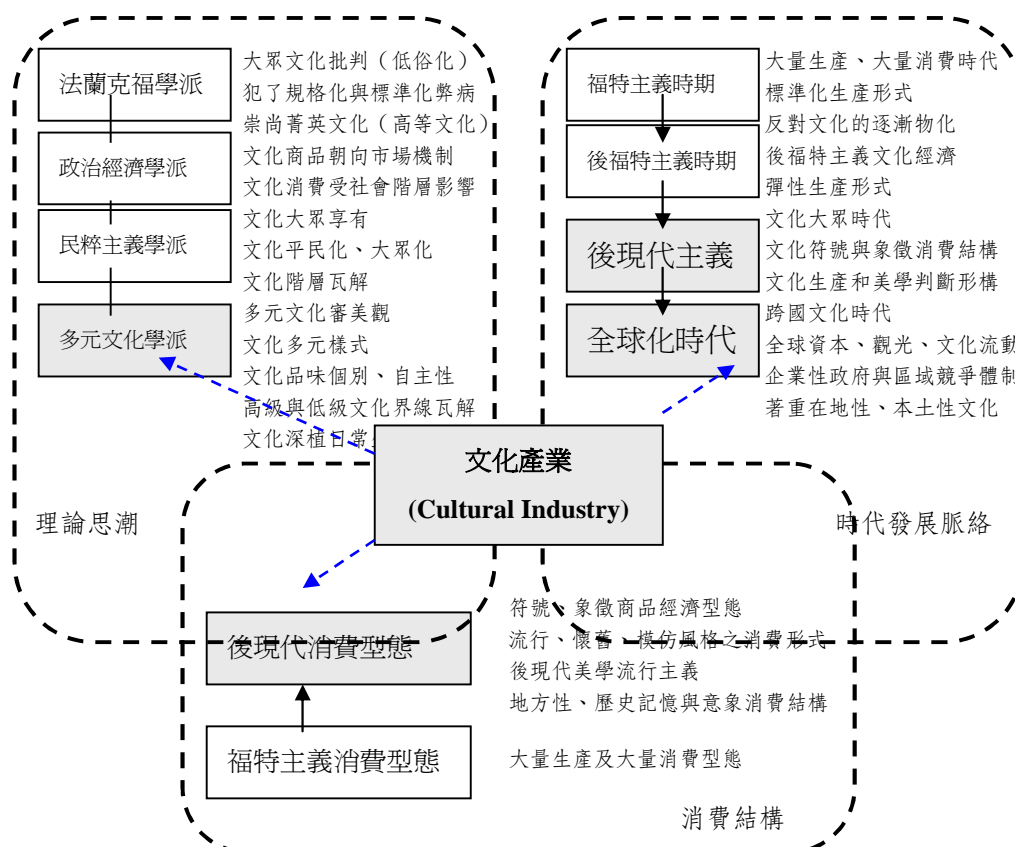 法蘭克福學派
大眾文化批判（低俗化）
犯了規格化與標準化弊病
崇尚菁英文化（高等文化）
政治經濟學派
文化商品朝向市場機制
文化消費受社會階層影響
民粹主義學派
文化大眾享有
文化平民化、大眾化
文化階層瓦解
多元文化學派
多元文化審美觀
文化多元樣式
文化品味個別、自主性
高級與低級文化界線瓦解
文化深植日常
理論思潮
福特主義時期
大量生產、大量消費時代
標準化生產形式
反對文化的逐漸物化
後福特主義時期
後福特主義文化經濟
彈性生產形式
文化大眾時代
後現代主義
文化符號與象徵消費結構
文化生產和美學判斷形構
全球化時代
跨國文化時代
全球資本、觀光、文化流動
企業性政府與區域競爭體制
著重在地性、本土性文化
時代發展脈絡
文化產業
(Cultural Industry)
後現代消費型態
符號、象徵商品經濟型態
流行、懷舊、模仿風格之消費形式
後現代美學流行主義
地方性、歷史記憶與意象消費結構
福特主義消費型態
大量生產及大量消費型態
消費結構